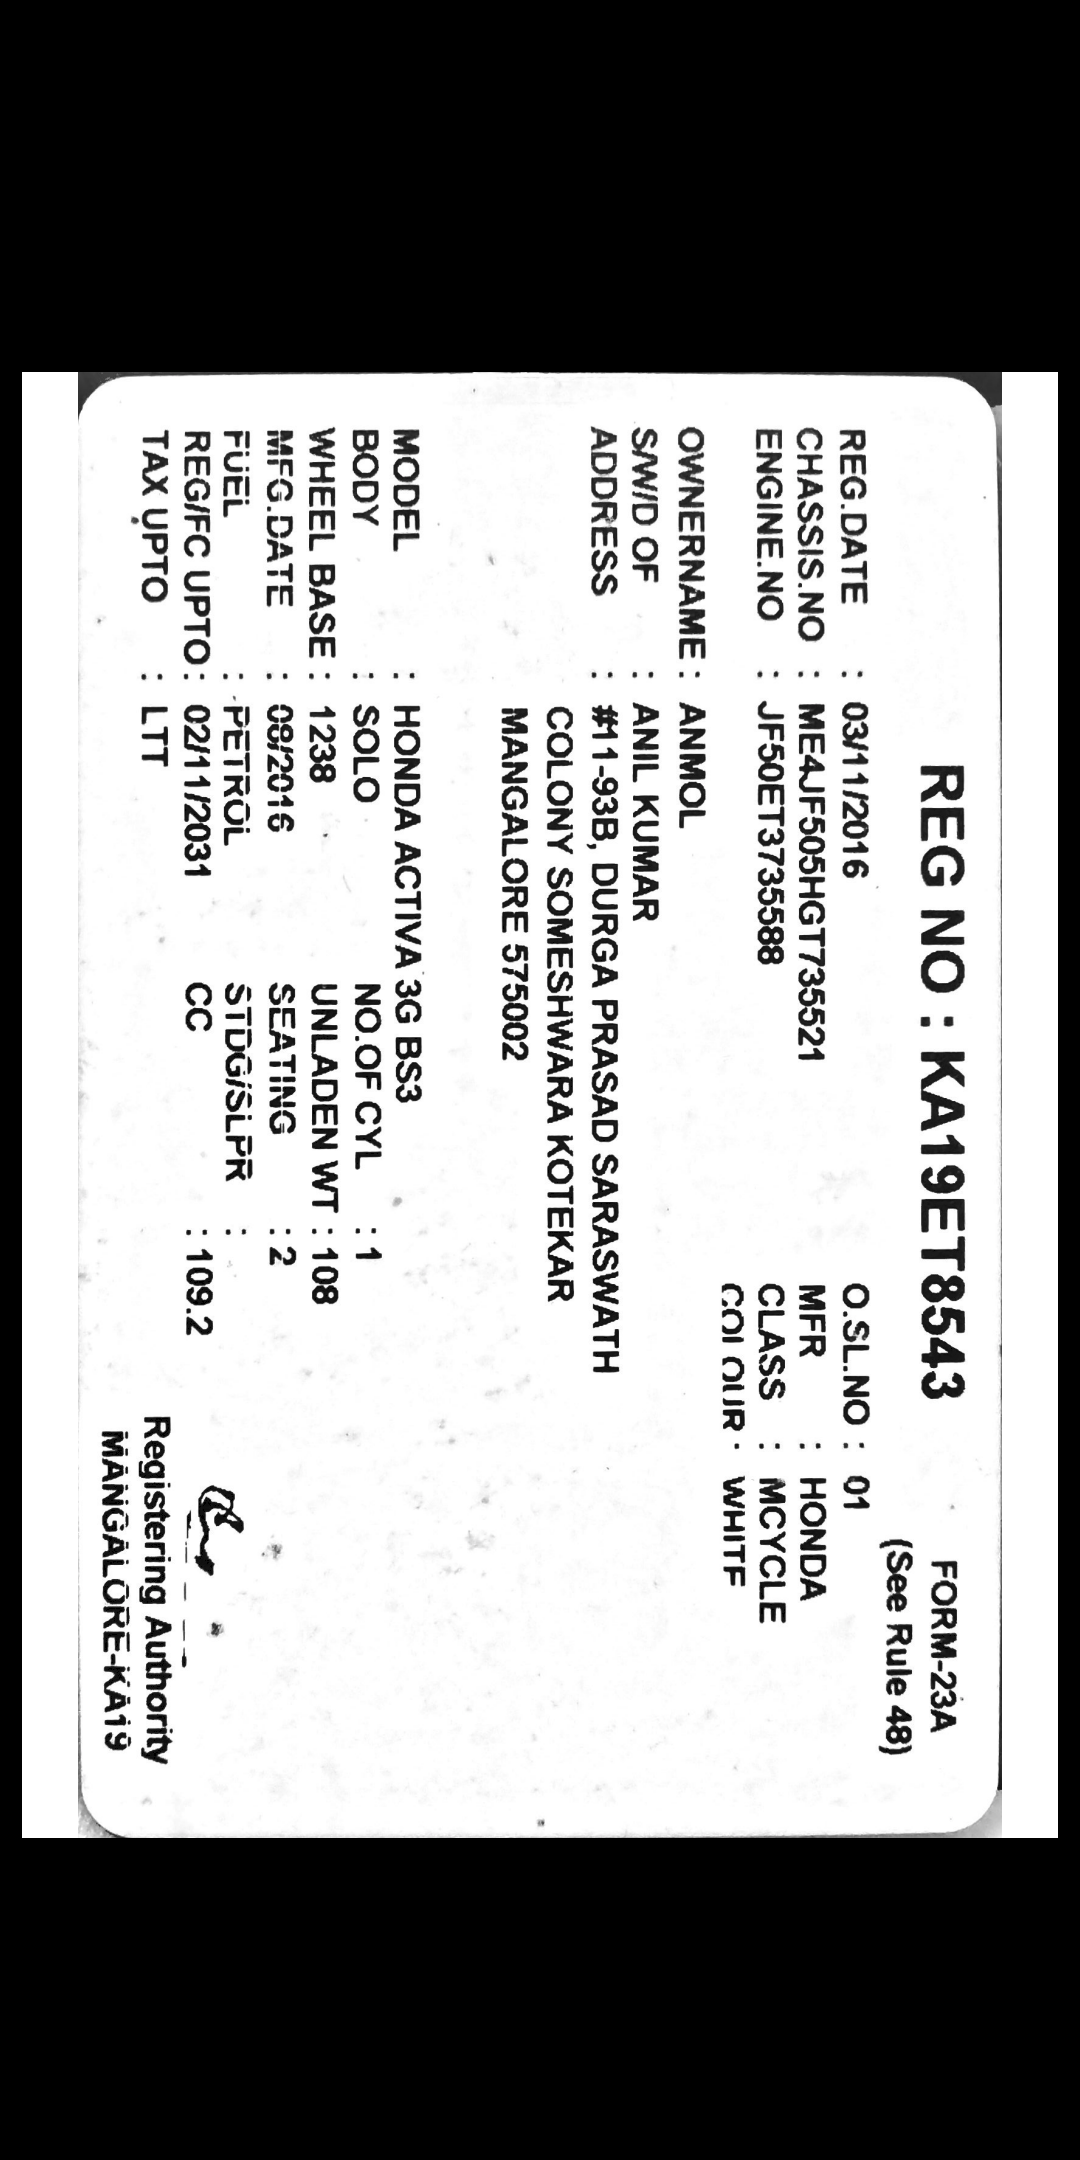 REG NO : KA19ET8543
FORM-23A
(See Rule 48)
REG.DATE : 03/11/2016 O.SL.NO : 01
CHASSIS.NO : ME4JF505HGT735521 MFR : HONDA
ENGINE.NO : JF50ET3735588 CLASS : MCYCLE
COLOUR : WHITE
OWNERNAME : ANMOL
S/W/D OF : ANIL KUMAR
ADDRESS : #11-93B, DURGA PRASAD SARASWATH
COLONY SOMESHWARA KOTEKAR
MANGALORE 575002
MODEL : HONDA ACTIVA 3G BS3
BODY : SOLO NO.OF CYL : 1
WHEEL BASE : 1238 UNLADEN WT : 108
MFG.DATE : 08/2016 SEATING : 2
FUEL : PETROL STDG/SLPR :
REG/FC UPTO : 02/11/2031 CC : 109.2
TAX UPTO : LTT
Registering Authority
MANGALORE-KA19